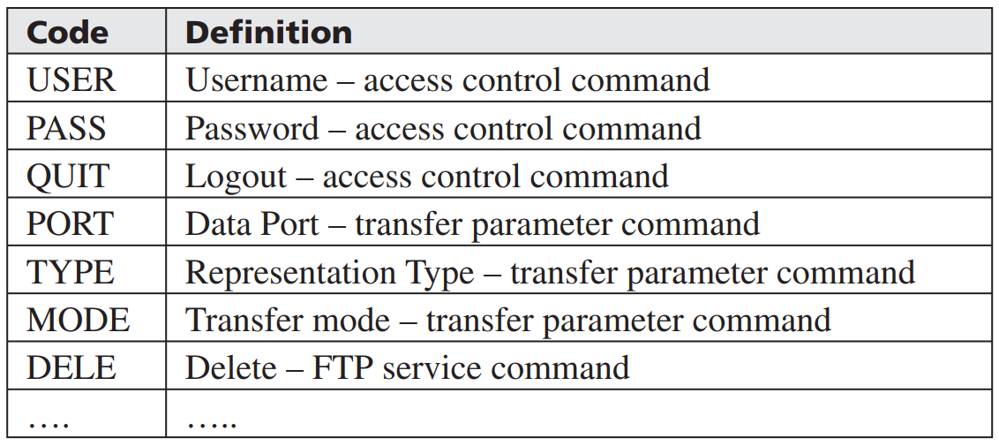 Code Definition
USER Username – access control command
PASS Password – access control command
QUIT Logout – access control command
PORT Data Port – transfer parameter command
TYPE Representation Type – transfer parameter command
MODE Transfer mode – transfer parameter command
DELE Delete – FTP service command
…. …..